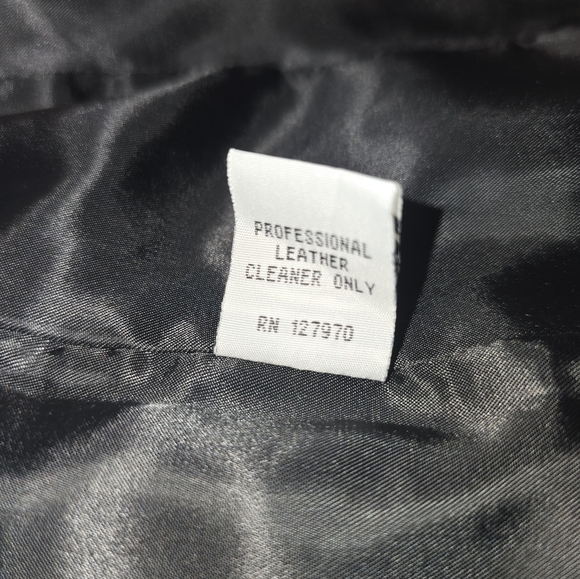 PROFESSIONAL
LEATHER
CLEANER ONLY
RN 127970